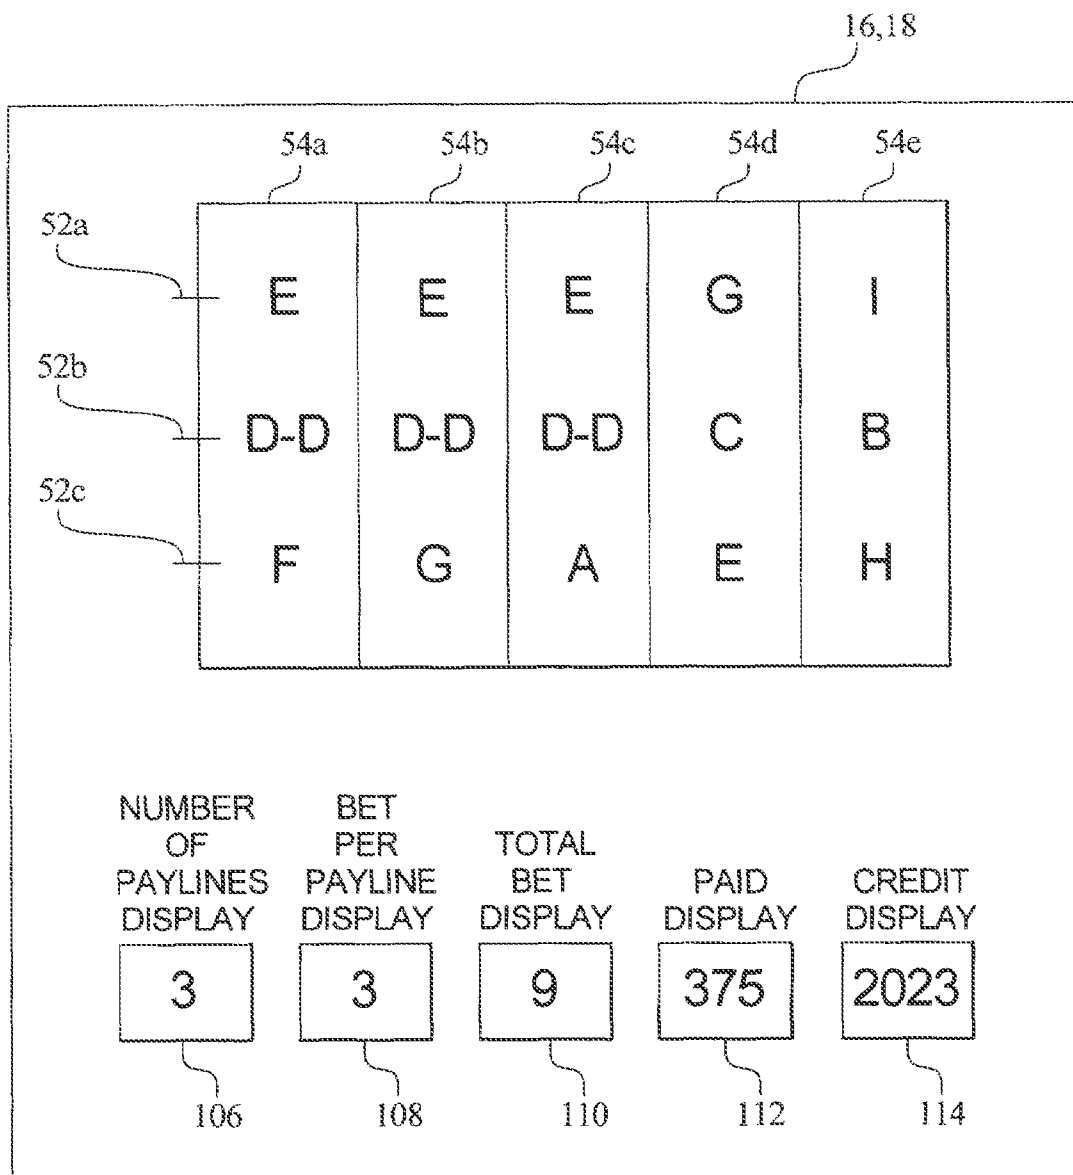 16,18
54a 54b 54c 54d 54e
52a
E E E G I
52b
D-D D-D D-D C B
52c
F G A E H
NUMBER OF PAYLINES DISPLAY
BET PER PAYLINE DISPLAY
TOTAL BET DISPLAY
PAID DISPLAY
CREDIT DISPLAY
3 3 9 375 2023
106 108 110 112 114